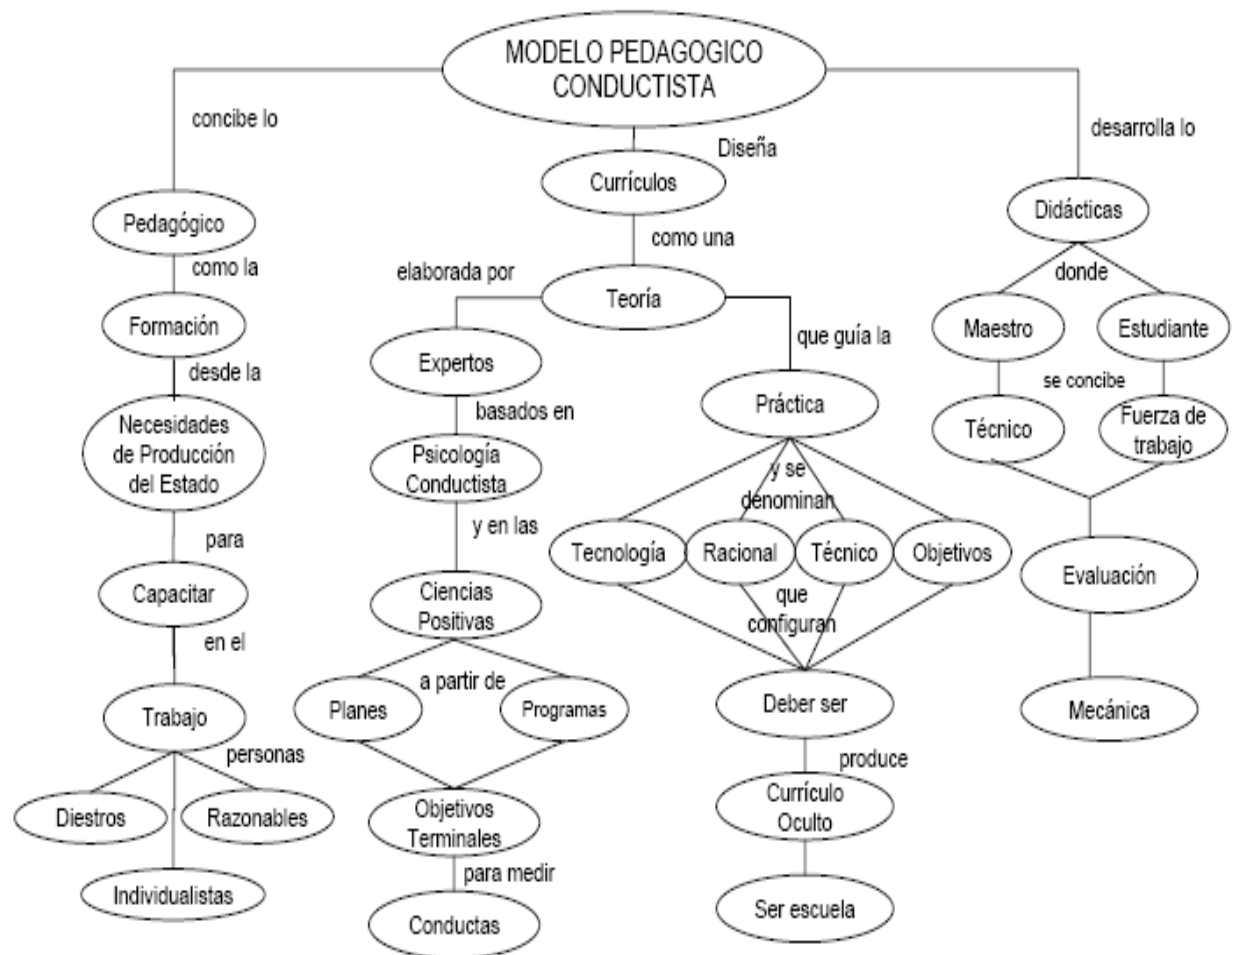 MODELO PEDAGOGICO
CONDUCTISTA
concibe lo
Diseña
desarrolla lo
Pedagógico
como la
Formación
desde la
Necesidades
de Producción
del Estado
para
Capacitar
en el
Trabajo
personas
Diestros
Razonables
Individualistas
Currículos
como una
Teoría
elaborada por
Expertos
basados en
Psicología
Conductista
y en las
Ciencias
Positivas
a partir de
Planes
Programas
Objetivos
Terminales
para medir
Conductas
que guía la
Práctica
y se
denominan
Tecnología
Racional
Técnico
Objetivos
que
configuran
Deber ser
produce
Currículo
Oculto
Ser escuela
Didácticas
donde
Maestro
Estudiante
se concibe
Técnico
Fuerza de
trabajo
Evaluación
Mecánica